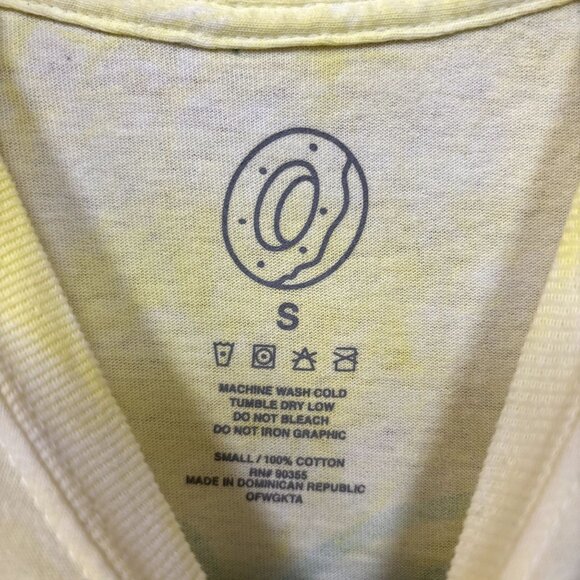 S
MACHINE WASH COLD
TUMBLE DRY LOW
DO NOT BLEACH
DO NOT IRON GRAPHIC
SMALL / 100% COTTON
RN# 90355
MADE IN DOMINICAN REPUBLIC
OFWGKTA